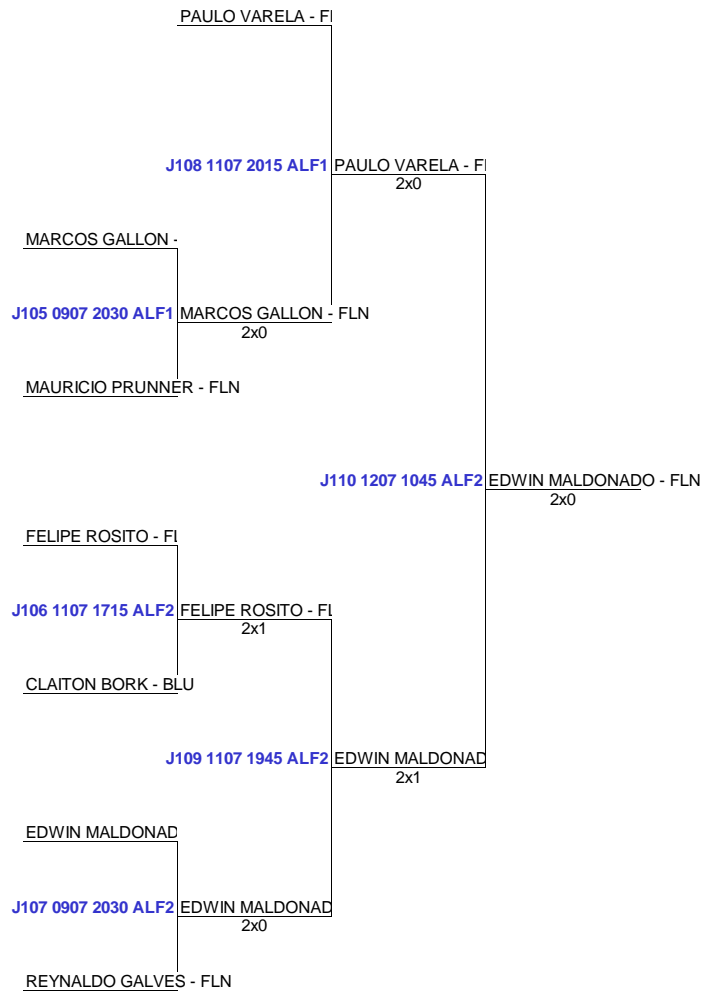 PAULO VARELA - FI
J108 1107 2015 ALF1 PAULO VARELA - FI
2x0
MARCOS GALLON -
J105 0907 2030 ALF1 MARCOS GALLON - FLN
2x0
MAURICIO PRUNNER - FLN
J110 1207 1045 ALF2 EDWIN MALDONADO - FLN
2x0
FELIPE ROSITO - FL
J106 1107 1715 ALF2 FELIPE ROSITO - FL
2x1
CLAITON BORK - BLU
J109 1107 1945 ALF2 EDWIN MALDONAD
2x1
EDWIN MALDONAD
J107 0907 2030 ALF2 EDWIN MALDONAD
2x0
REYNALDO GALVES - FLN